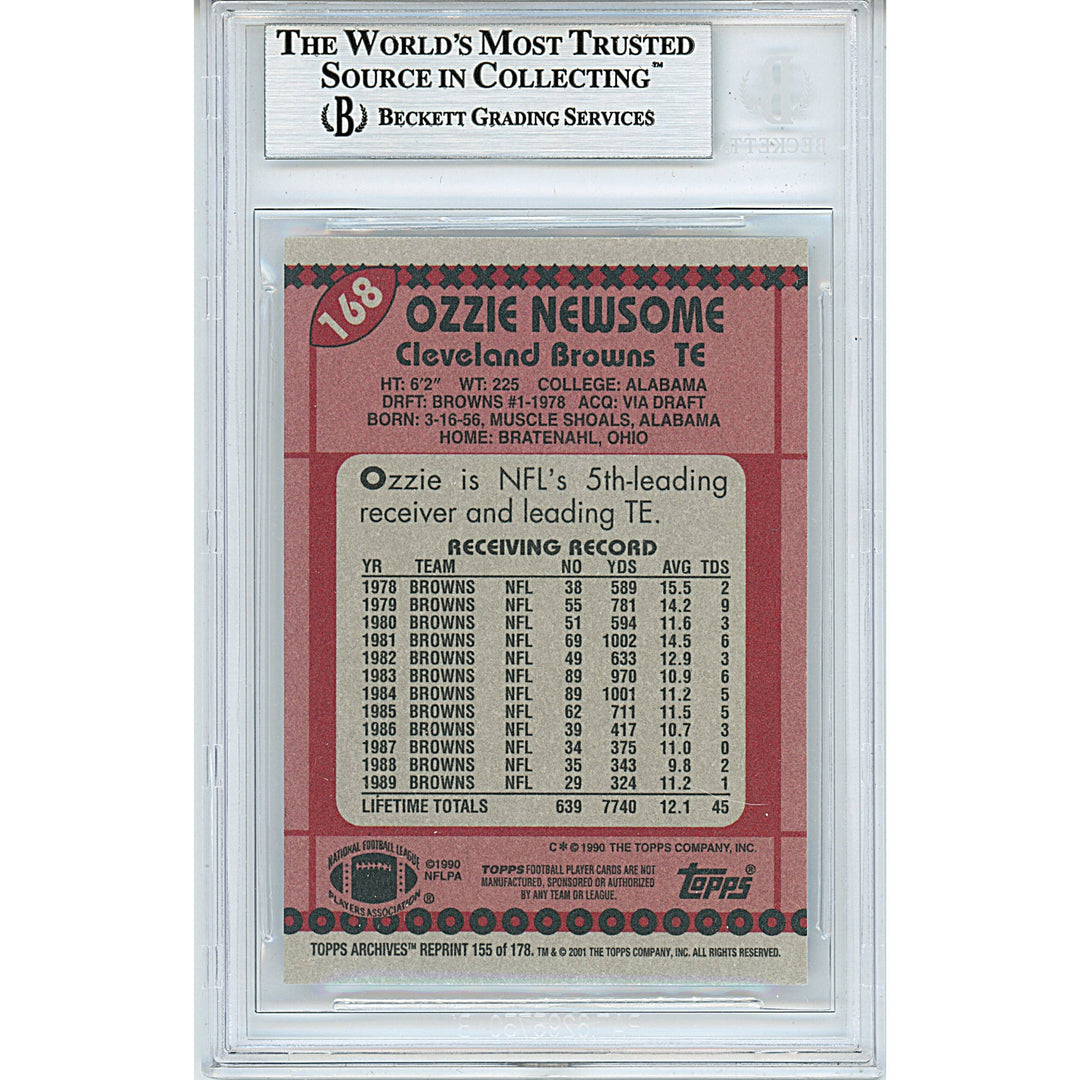 THE WORLD'S MOST TRUSTED
SOURCE IN COLLECTING™
B BECKETT GRADING SERVICES
BECKETT
168
OZZIE NEWSOME
Cleveland Browns TE
HT: 6'2" WT: 225 COLLEGE: ALABAMA
DRFT: BROWNS #1-1978 ACQ: VIA DRAFT
BORN: 3-16-56, MUSCLE SHOALS, ALABAMA
HOME: BRATENAHL, OHIO
Ozzie is NFL's 5th-leading
receiver and leading TE.
RECEIVING RECORD
YR TEAM NO YDS AVG TDS
1978 BROWNS NFL 38 589 15.5 2
1979 BROWNS NFL 55 781 14.2 9
1980 BROWNS NFL 51 594 11.6 3
1981 BROWNS NFL 69 1002 14.5 6
1982 BROWNS NFL 49 633 12.9 3
1983 BROWNS NFL 89 970 10.9 6
1984 BROWNS NFL 89 1001 11.2 5
1985 BROWNS NFL 62 711 11.5 5
1986 BROWNS NFL 39 417 10.7 3
1987 BROWNS NFL 34 375 11.0 0
1988 BROWNS NFL 35 343 9.8 2
1989 BROWNS NFL 29 324 11.2 1
LIFETIME TOTALS 639 7740 12.1 45
C*©1990 THE TOPPS COMPANY, INC.
NATIONAL FOOTBALL LEAGUE
PLAYERS ASSOCIATION ®
©1990
NFLPA
TOPPS FOOTBALL PLAYER CARDS ARE NOT
MANUFACTURED, SPONSORED OR AUTHORIZED
BY ANY TEAM OR LEAGUE.
TOPPS®
TOPPS ARCHIVES™ REPRINT 155 of 178. TM & © 2001 THE TOPPS COMPANY, INC. ALL RIGHTS RESERVED.